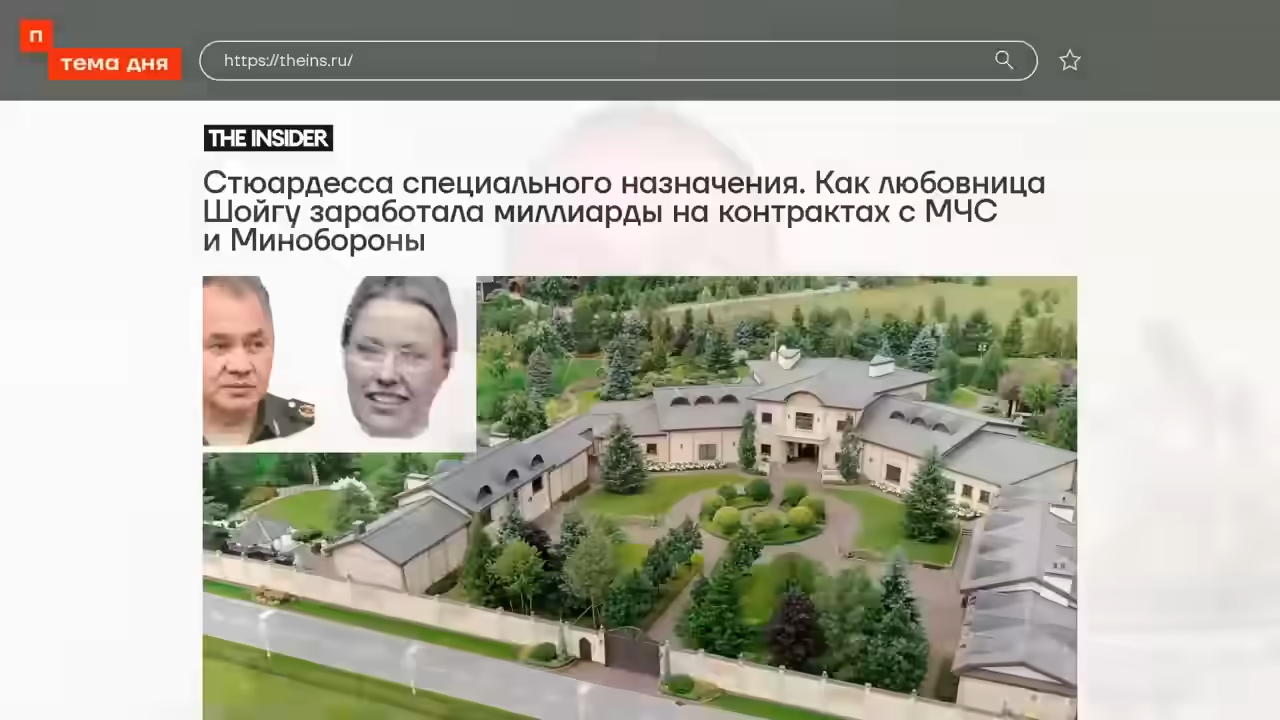 п
тема дня
https://theins.ru/
THE INSIDER
Стюардесса специального назначения. Как любовница
Шойгу заработала миллиарды на контрактах с МЧС
и Минобороны